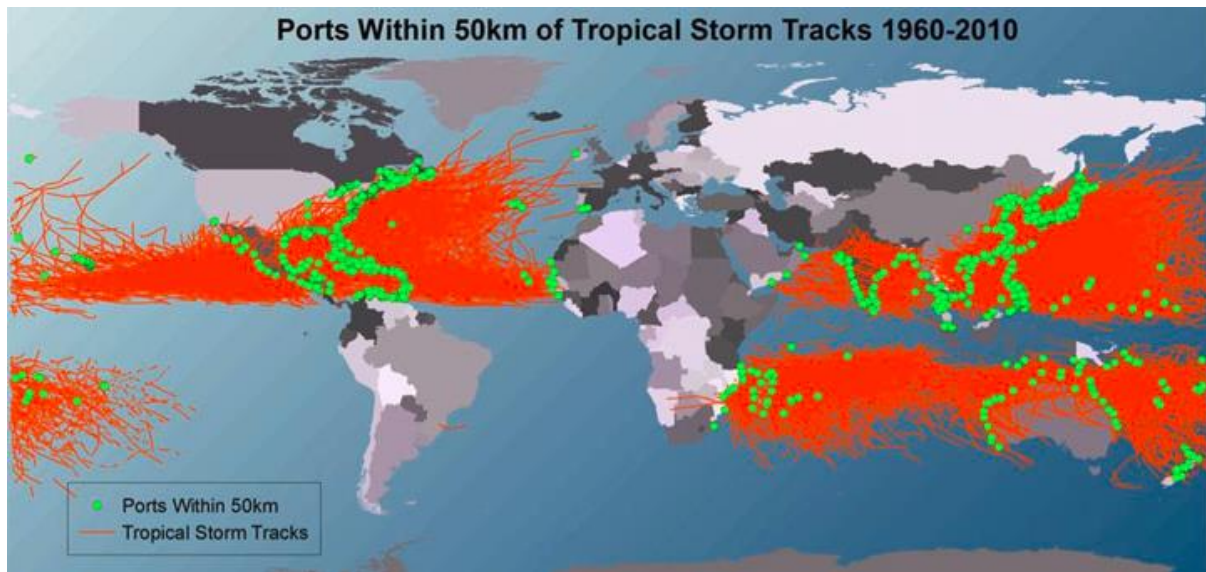 Ports Within 50km of Tropical Storm Tracks 1960-2010
Ports Within 50km
Tropical Storm Tracks